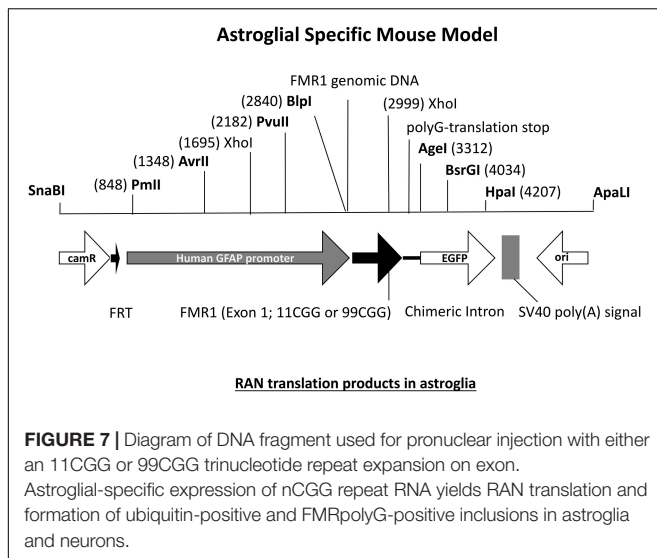 Astroglial Specific Mouse Model
FMR1 genomic DNA
(2840) BlpI
(2999) XhoI
(2182) PvuII
polyG-translation stop
(1695) XhoI
AgeI (3312)
(1348) AvrII
BsrGI (4034)
SnaBI
(848) PmlI
HpaI (4207)
ApaLI
camR
Human GFAP promoter
EGFP
ori
FRT
FMR1 (Exon 1; 11CGG or 99CGG)
Chimeric Intron
SV40 poly(A) signal
RAN translation products in astroglia
FIGURE 7 | Diagram of DNA fragment used for pronuclear injection with either
an 11CGG or 99CGG trinucleotide repeat expansion on exon.
Astroglial-specific expression of nCGG repeat RNA yields RAN translation and
formation of ubiquitin-positive and FMRpolyG-positive inclusions in astroglia
and neurons.